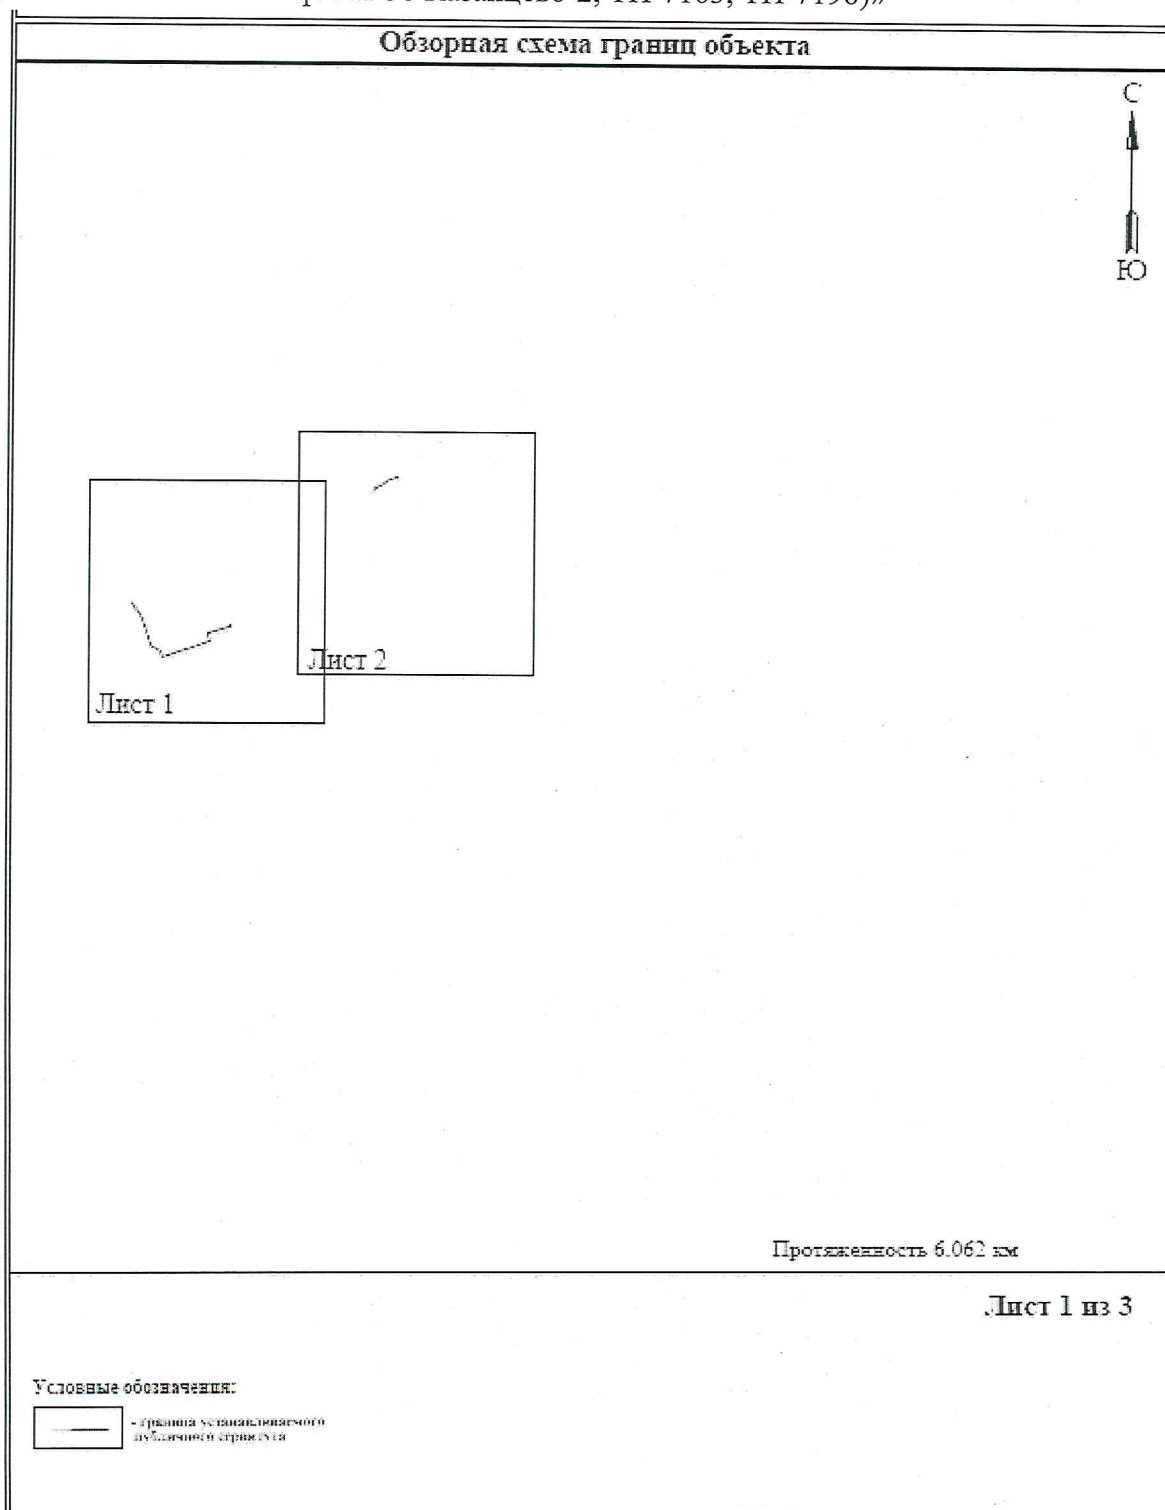 Обзорная схема границ объекта
С
Ю
Лист 2
Лист 1
Протяженность 6.062 км
Лист 1 из 3
Условные обозначения:
- граница устанавливаемого
публичного сервитута